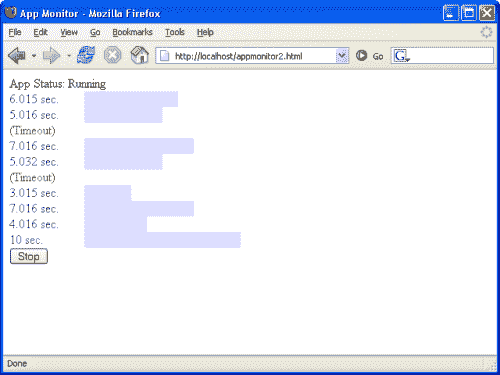 App Monitor - Mozilla Firefox
File Edit View Go Bookmarks Tools Help
http://localhost/appmonitor2.html Go G
App Status: Running
6.015 sec.
5.016 sec.
(Timeout)
7.016 sec.
5.032 sec.
(Timeout)
3.015 sec.
7.016 sec.
4.016 sec.
10 sec.
Stop
Done